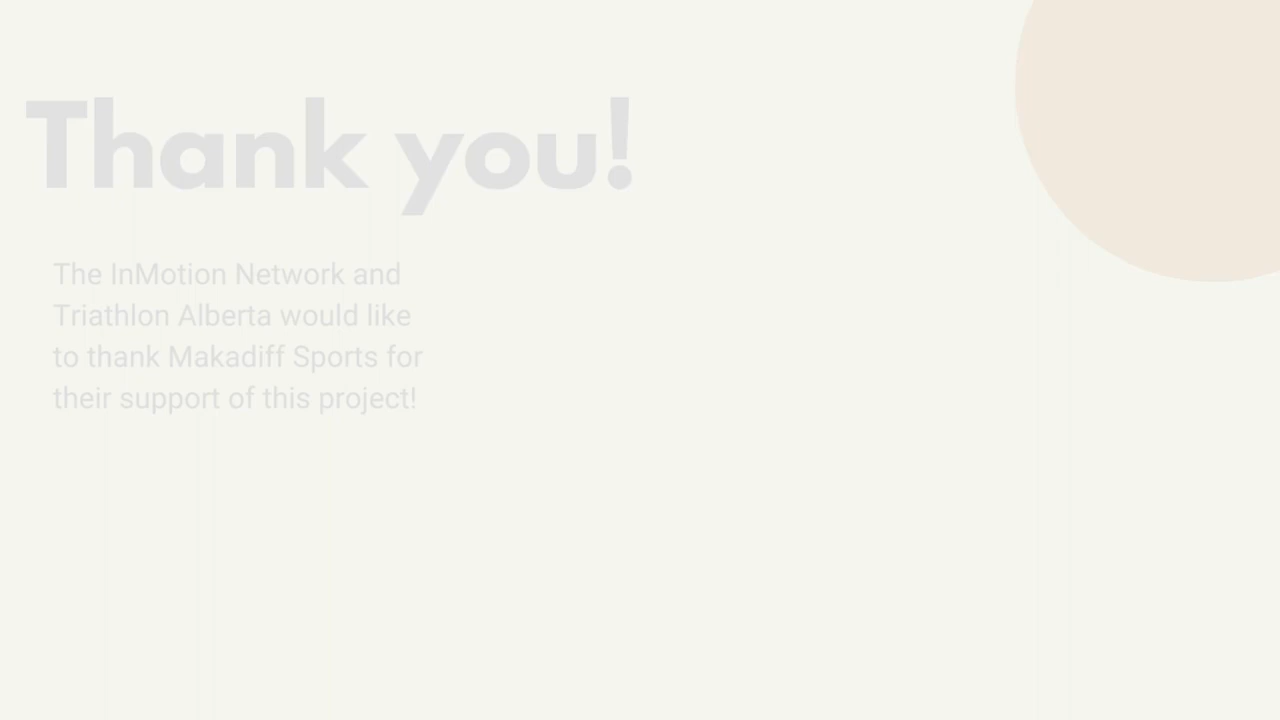 Thank you!
The InMotion Network and
Triathlon Alberta would like
to thank Makadiff Sports for
their support of this project!